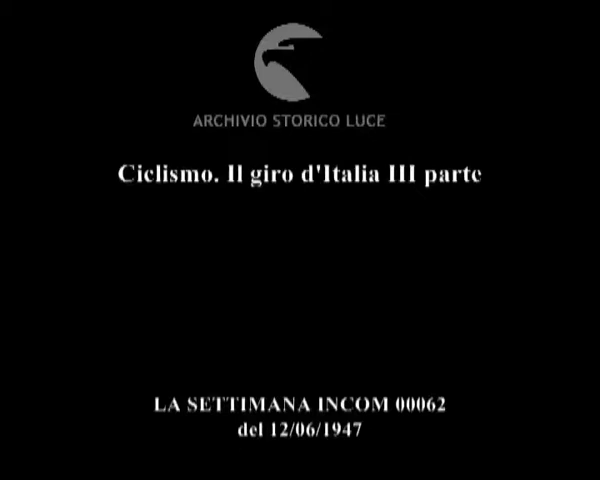 ARCHIVIO STORICO LUCE
Ciclismo. Il giro d'Italia III parte
LA SETTIMANA INCOM 00062
del 12/06/1947